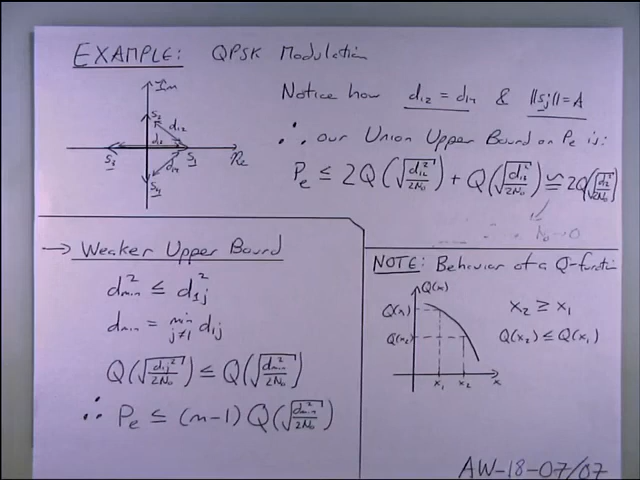 EXAMPLE: QPSK Modulation
Im
s₂
d₁₂
d₁₃
s₃
s₁
Re
d₁₄
s₄
Notice how d₁₂ = d₁₄ & ||sⱼ|| = A
∴ our Union Upper Bound on Pe is:
Pe ≤ 2Q(√(d₁₂²/2N₀)) + Q(√(d₁₃²/2N₀)) ≅ 2Q(√(d₁₂²/2N₀))
→ Weaker Upper Bound
d²min ≤ d²₁ⱼ
dmin = min j≠1 d₁ⱼ
Q(√(d₁ⱼ²/2N₀)) ≤ Q(√(d²min/2N₀))
∴ Pe ≤ (m-1) Q(√(d²min/2N₀))
NOTE: Behavior of a Q-function
Q(x)
Q(x₁)
Q(x₂)
x₁ x₂ x
x₂ ≥ x₁
Q(x₂) ≤ Q(x₁)
AW-18-07/07